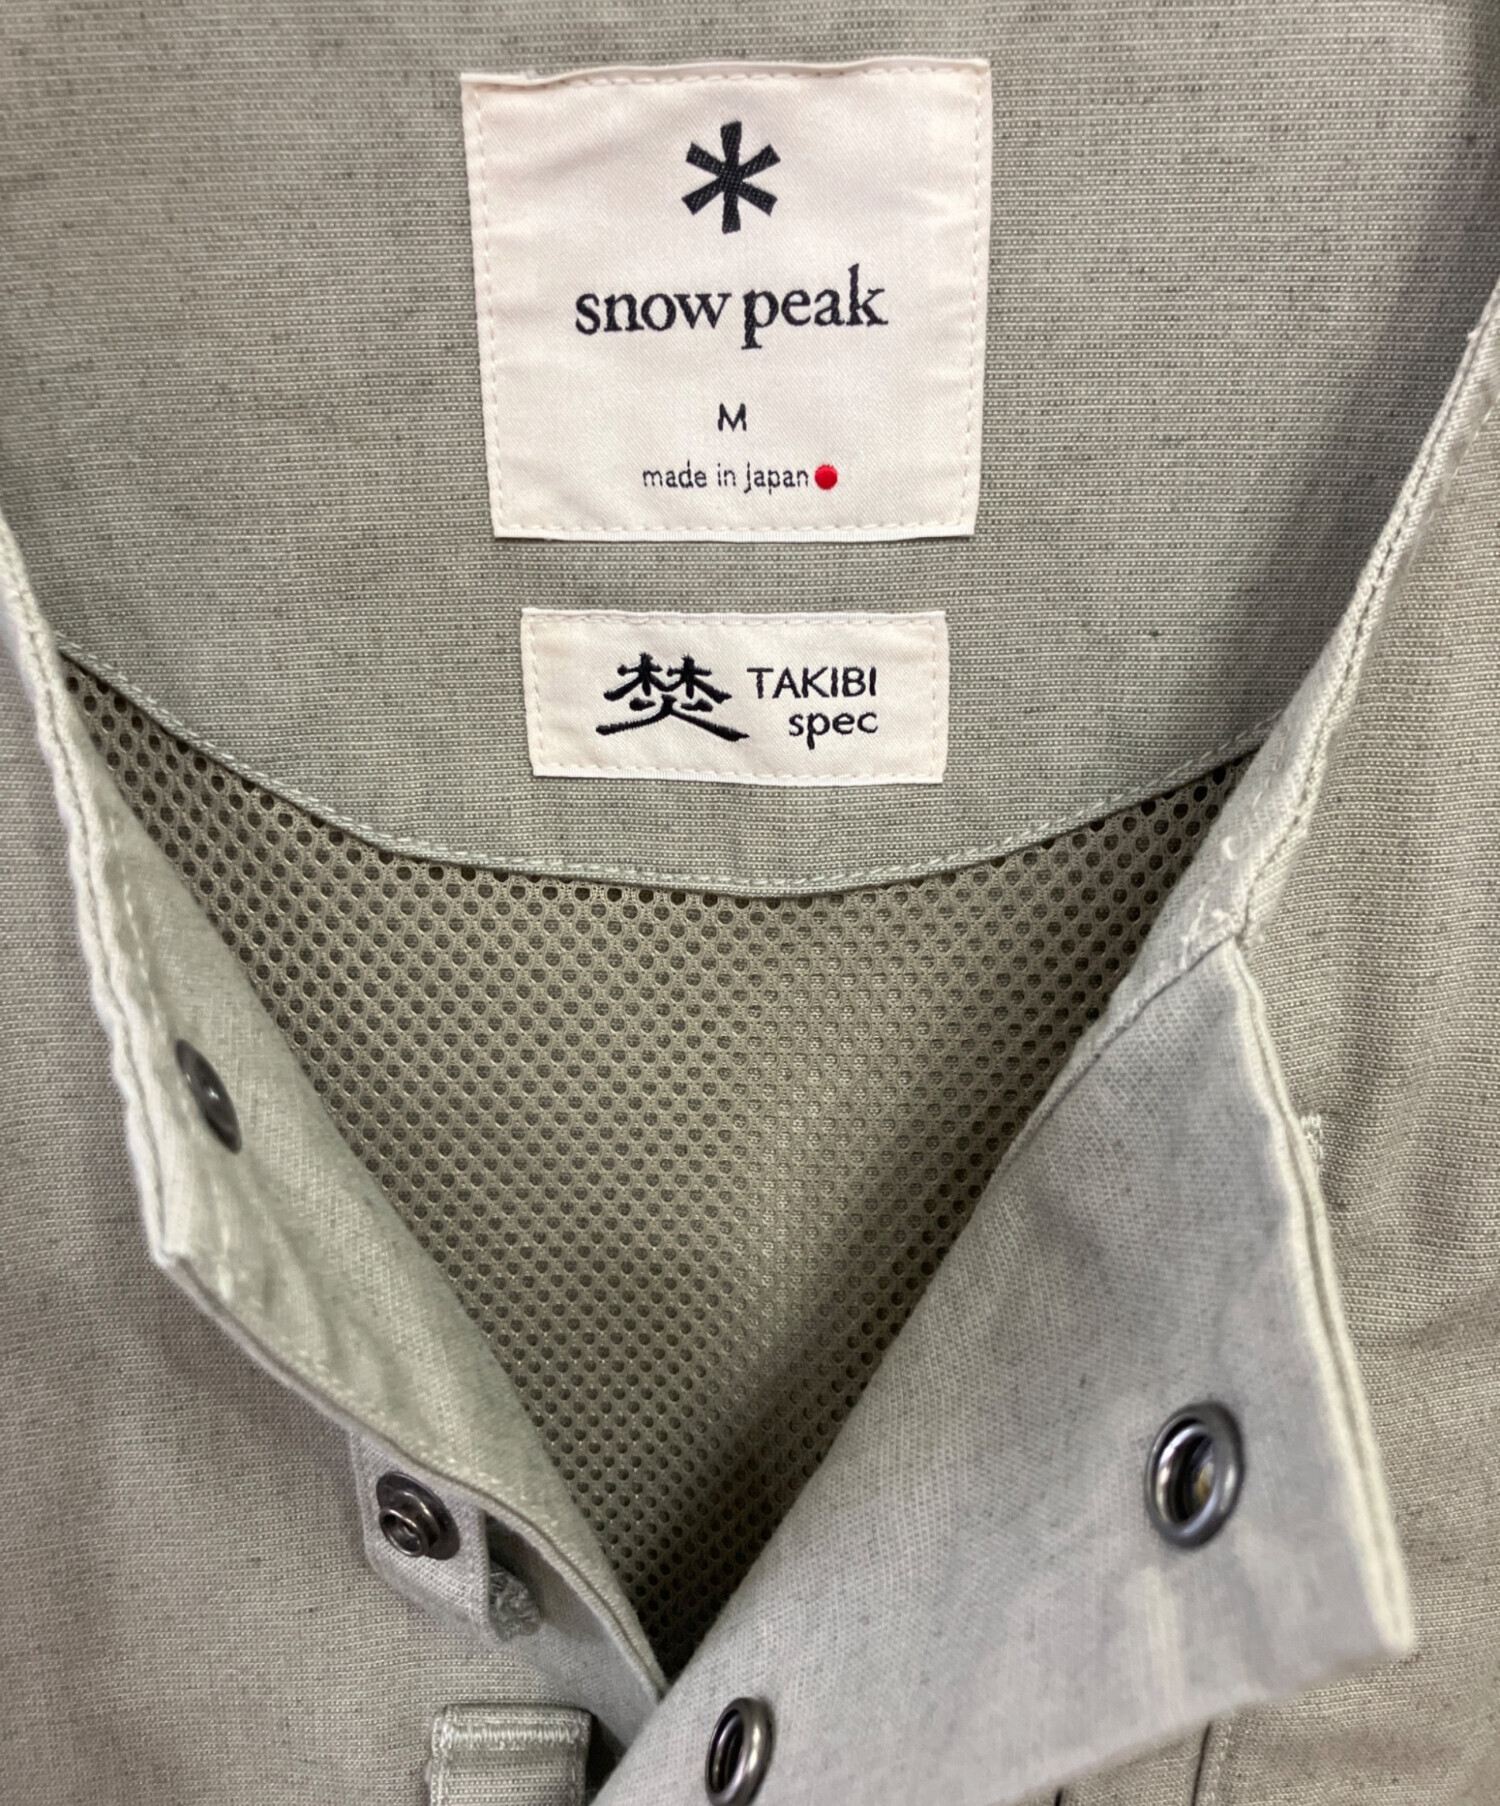 snow peak
M
made in Japan
焚 TAKIBI
spec